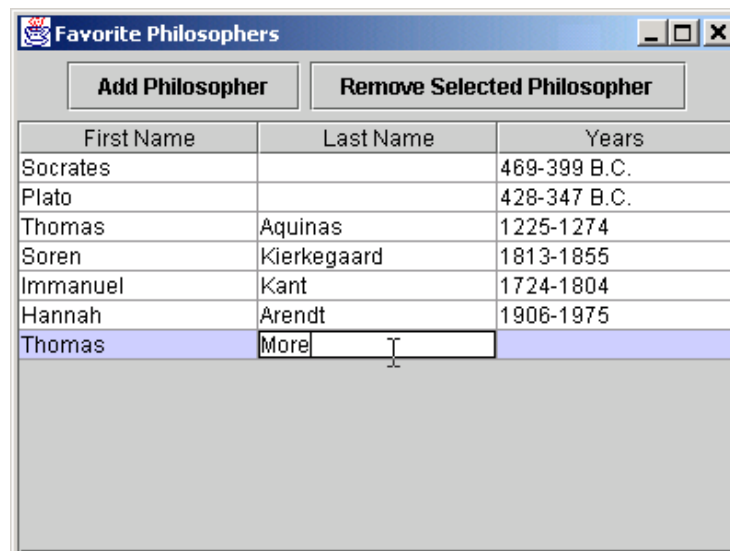 Favorite Philosophers
Add Philosopher Remove Selected Philosopher
First Name Last Name Years
Socrates 469-399 B.C.
Plato 428-347 B.C.
Thomas Aquinas 1225-1274
Soren Kierkegaard 1813-1855
Immanuel Kant 1724-1804
Hannah Arendt 1906-1975
Thomas More